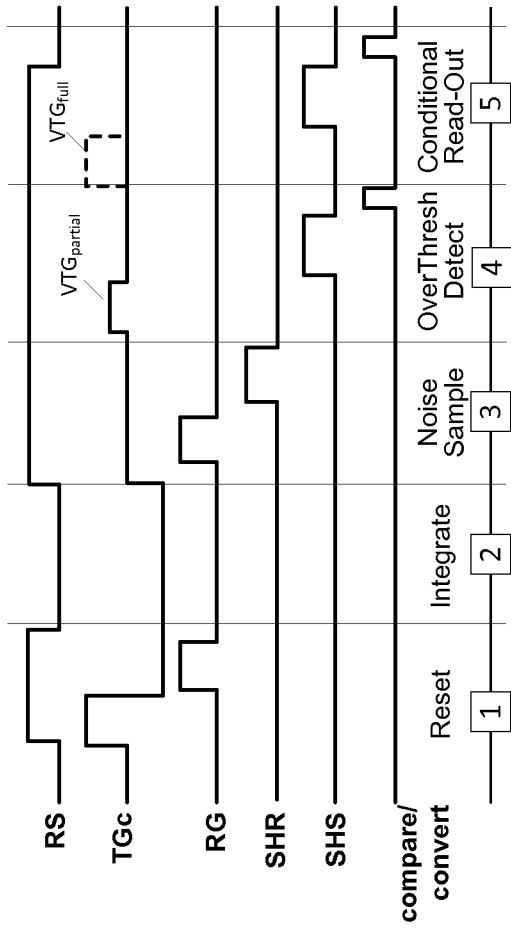 RS
TGc
RG
SHR
SHS
compare/
convert
VTGpartial
VTGfull
Reset
Integrate
Noise
Sample
OverThresh
Detect
Conditional
Read-Out
1
2
3
4
5